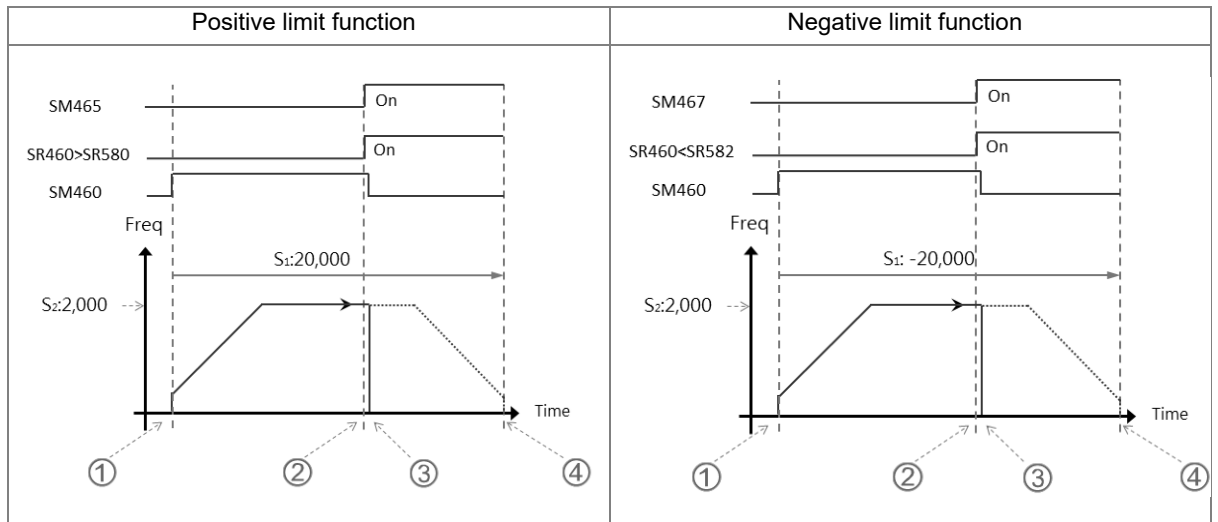 Positive limit function
Negative limit function
SM465
On
SR460>SR580
On
SM460
Freq
S₁:20,000
S₂:2,000
Time
①
②
③
④
SM467
On
SR460<SR582
On
SM460
Freq
S₁: -20,000
S₂:2,000
Time
①
②
③
④